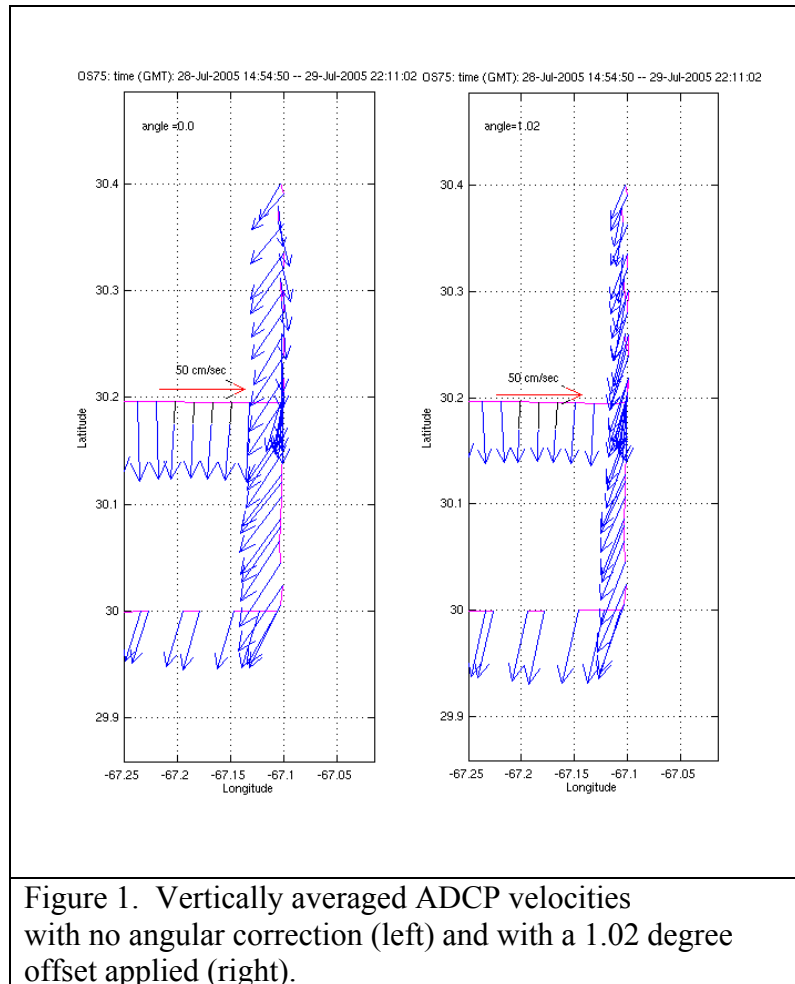 OS75: time (GMT): 28-Jul-2005 14:54:50 -- 29-Jul-2005 22:11:02
angle =0.0
30.4
30.3
50 cm/sec
30.2
Latitude
30.1
30
29.9
-67.25 -67.2 -67.15 -67.1 -67.05
Longitude
OS75: time (GMT): 28-Jul-2005 14:54:50 -- 29-Jul-2005 22:11:02
angle=1.02
30.4
30.3
50 cm/sec
30.2
Latitude
30.1
30
29.9
-67.25 -67.2 -67.15 -67.1 -67.05
Longitude
Figure 1. Vertically averaged ADCP velocities
with no angular correction (left) and with a 1.02 degree
offset applied (right).